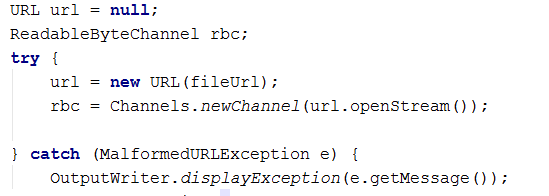 URL url = null;
ReadableByteChannel rbc;
try {
    url = new URL(fileUrl);
    rbc = Channels.newChannel(url.openStream());
} catch (MalformedURLException e) {
    OutputWriter.displayException(e.getMessage());